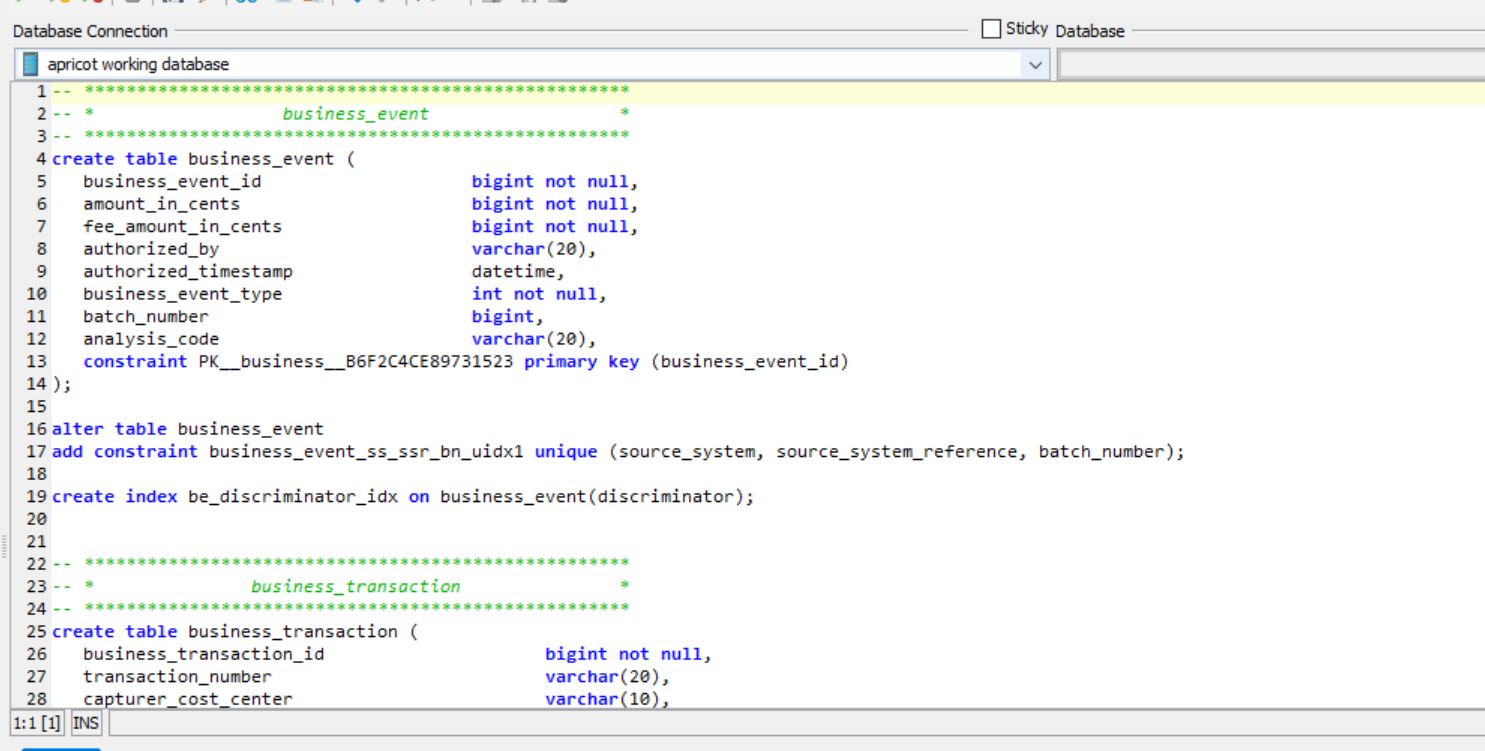 Database Connection
Sticky Database
apricot working database
1 -- ****************************************************
2 -- * business_event *
3 -- ****************************************************
4 create table business_event (
5 business_event_id bigint not null,
6 amount_in_cents bigint not null,
7 fee_amount_in_cents bigint not null,
8 authorized_by varchar(20),
9 authorized_timestamp datetime,
10 business_event_type int not null,
11 batch_number bigint,
12 analysis_code varchar(20),
13 constraint PK__business__B6F2C4CE89731523 primary key (business_event_id)
14 );
15
16 alter table business_event
17 add constraint business_event_ss_ssr_bn_uidx1 unique (source_system, source_system_reference, batch_number);
18
19 create index be_discriminator_idx on business_event(discriminator);
20
21
22 -- ****************************************************
23 -- * business_transaction *
24 -- ****************************************************
25 create table business_transaction (
26 business_transaction_id bigint not null,
27 transaction_number varchar(20),
28 capturer_cost_center varchar(10),
1:1 [1] INS